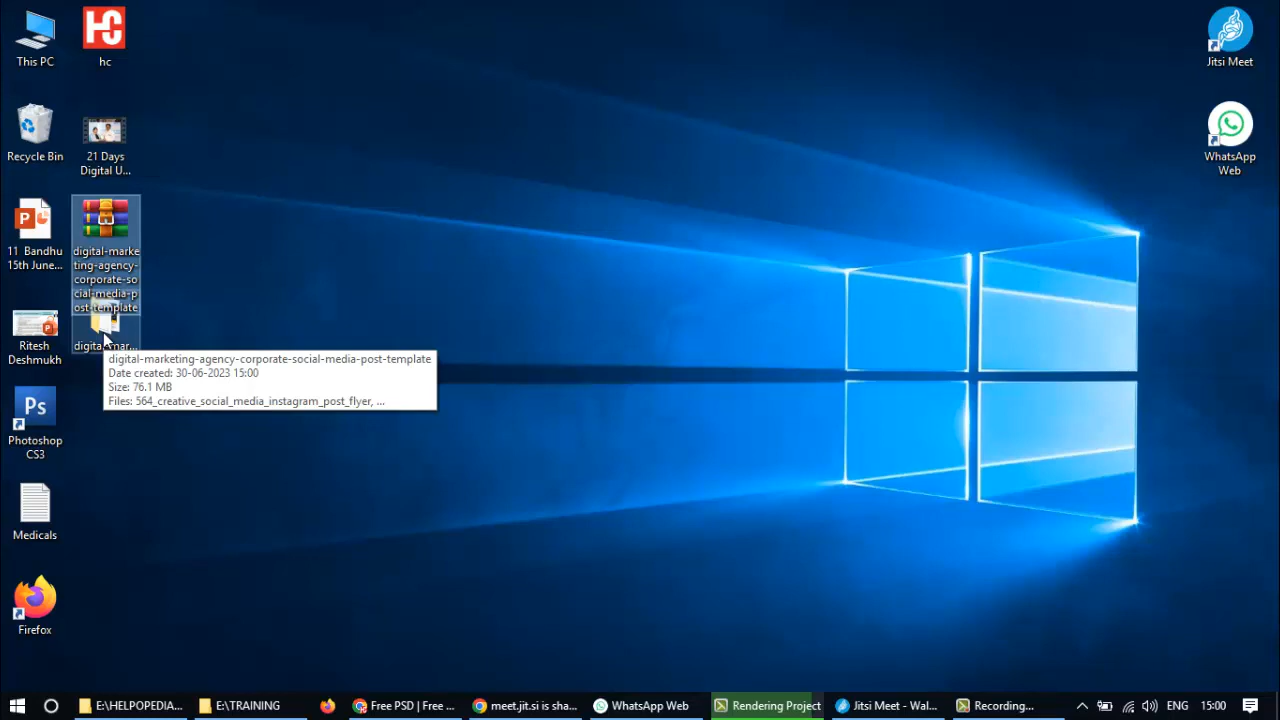 This PC
HC
hc
Recycle Bin
21 Days
Digital U...
11 Bandhu
15th June...
digital-marke
ting-agency-
corporate-so
cial-media-p
ost-template
Ritesh
Deshmukh
digital-mar...
digital-marketing-agency-corporate-social-media-post-template
Date created: 30-06-2023 15:00
Size: 76.1 MB
Files: 564_creative_social_media_instagram_post_flyer, ...
Ps
Photoshop
CS3
Medicals
Firefox
Jitsi Meet
WhatsApp
Web
E:\HELPOPEDIA...
E:\TRAINING
Free PSD | Free ...
meet.jit.si is sha...
WhatsApp Web
Rendering Project
Jitsi Meet - Wal...
Recording...
ENG
15:00